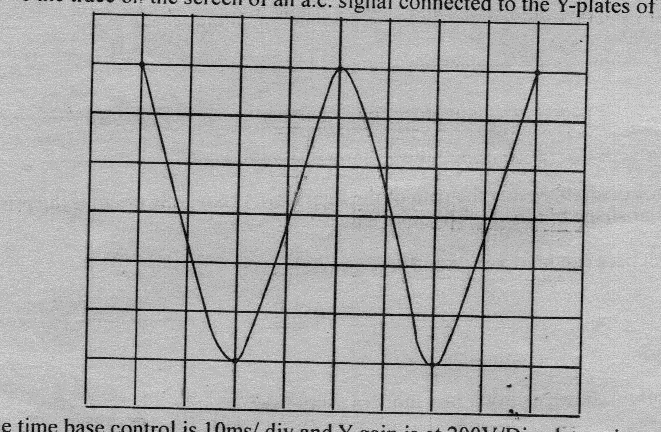 the trace on the screen of an a.c. signal connected to the Y-plates of
time base control is 10ms/ div and Y gain is at 200V/Div